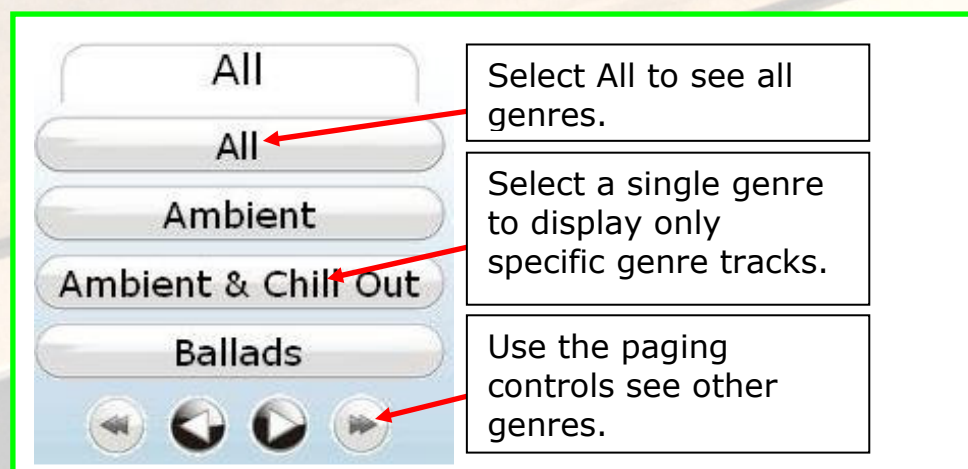 All
All
Ambient
Ambient & Chill Out
Ballads
Select All to see all
genres.
Select a single genre
to display only
specific genre tracks.
Use the paging
controls see other
genres.